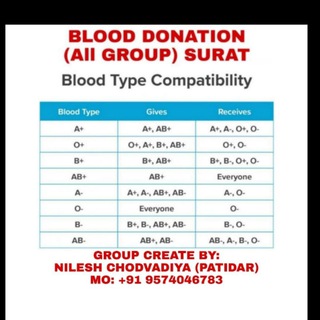 BLOOD DONATION
(All GROUP) SURAT
Blood Type Compatibility
Blood Type Gives Receives
A+ A+, AB+ A+, A-, O+, O-
O+ O+, A+, B+, AB+ O+, O-
B+ B+, AB+ B+, B-, O+, O-
AB+ AB+ Everyone
A- A+, A-, AB+, AB- A-, O-
O- Everyone O-
B- B+, B-, AB+, AB- B-, O-
AB- AB+, AB- AB-, A-, B-, O-
GROUP CREATE BY:
NILESH CHODVADIYA (PATIDAR)
MO: +91 9574046783